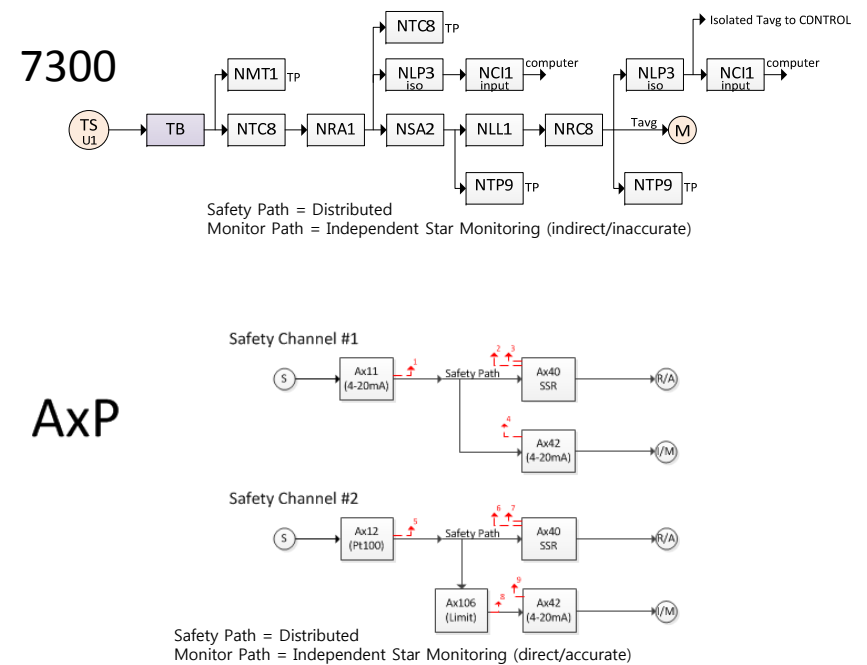 7300
NTC8 TP
Isolated Tavg to CONTROL
NMT1 TP
NLP3
iso
NCI1
input
computer
NLP3
iso
NCI1
input
computer
TS
U1
TB
NTC8
NRA1
NSA2
NLL1
NRC8
Tavg
M
NTP9 TP
NTP9 TP
Safety Path = Distributed
Monitor Path = Independent Star Monitoring (indirect/inaccurate)
AxP
Safety Channel #1
S
Ax11
(4-20mA)
1
Safety Path
2 3
Ax40
SSR
R/A
4
Ax42
(4-20mA)
I/M
Safety Channel #2
S
Ax12
(Pt100)
5
Safety Path
6 7
Ax40
SSR
R/A
Ax106
(Limit)
8
9
Ax42
(4-20mA)
I/M
Safety Path = Distributed
Monitor Path = Independent Star Monitoring (direct/accurate)